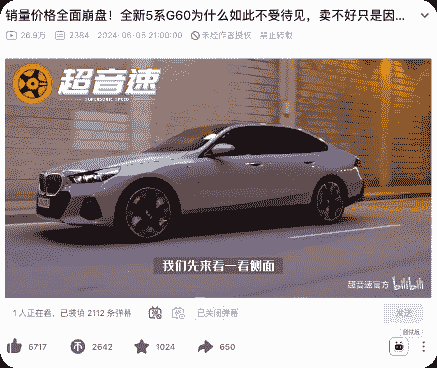 销量价格全面崩盘！全新5系G60为什么如此不受待见，卖不好只是因...
26.9万 2384 2024-06-05 21:00:00 未经作者授权 禁止转载
超音速
SUPERSONIC SPEED
我们先来看一看侧面
超音速官方 bilibili
1人正在看，已装填 2112 条弹幕 已关闭弹幕 发送
6717 2642 1024 650